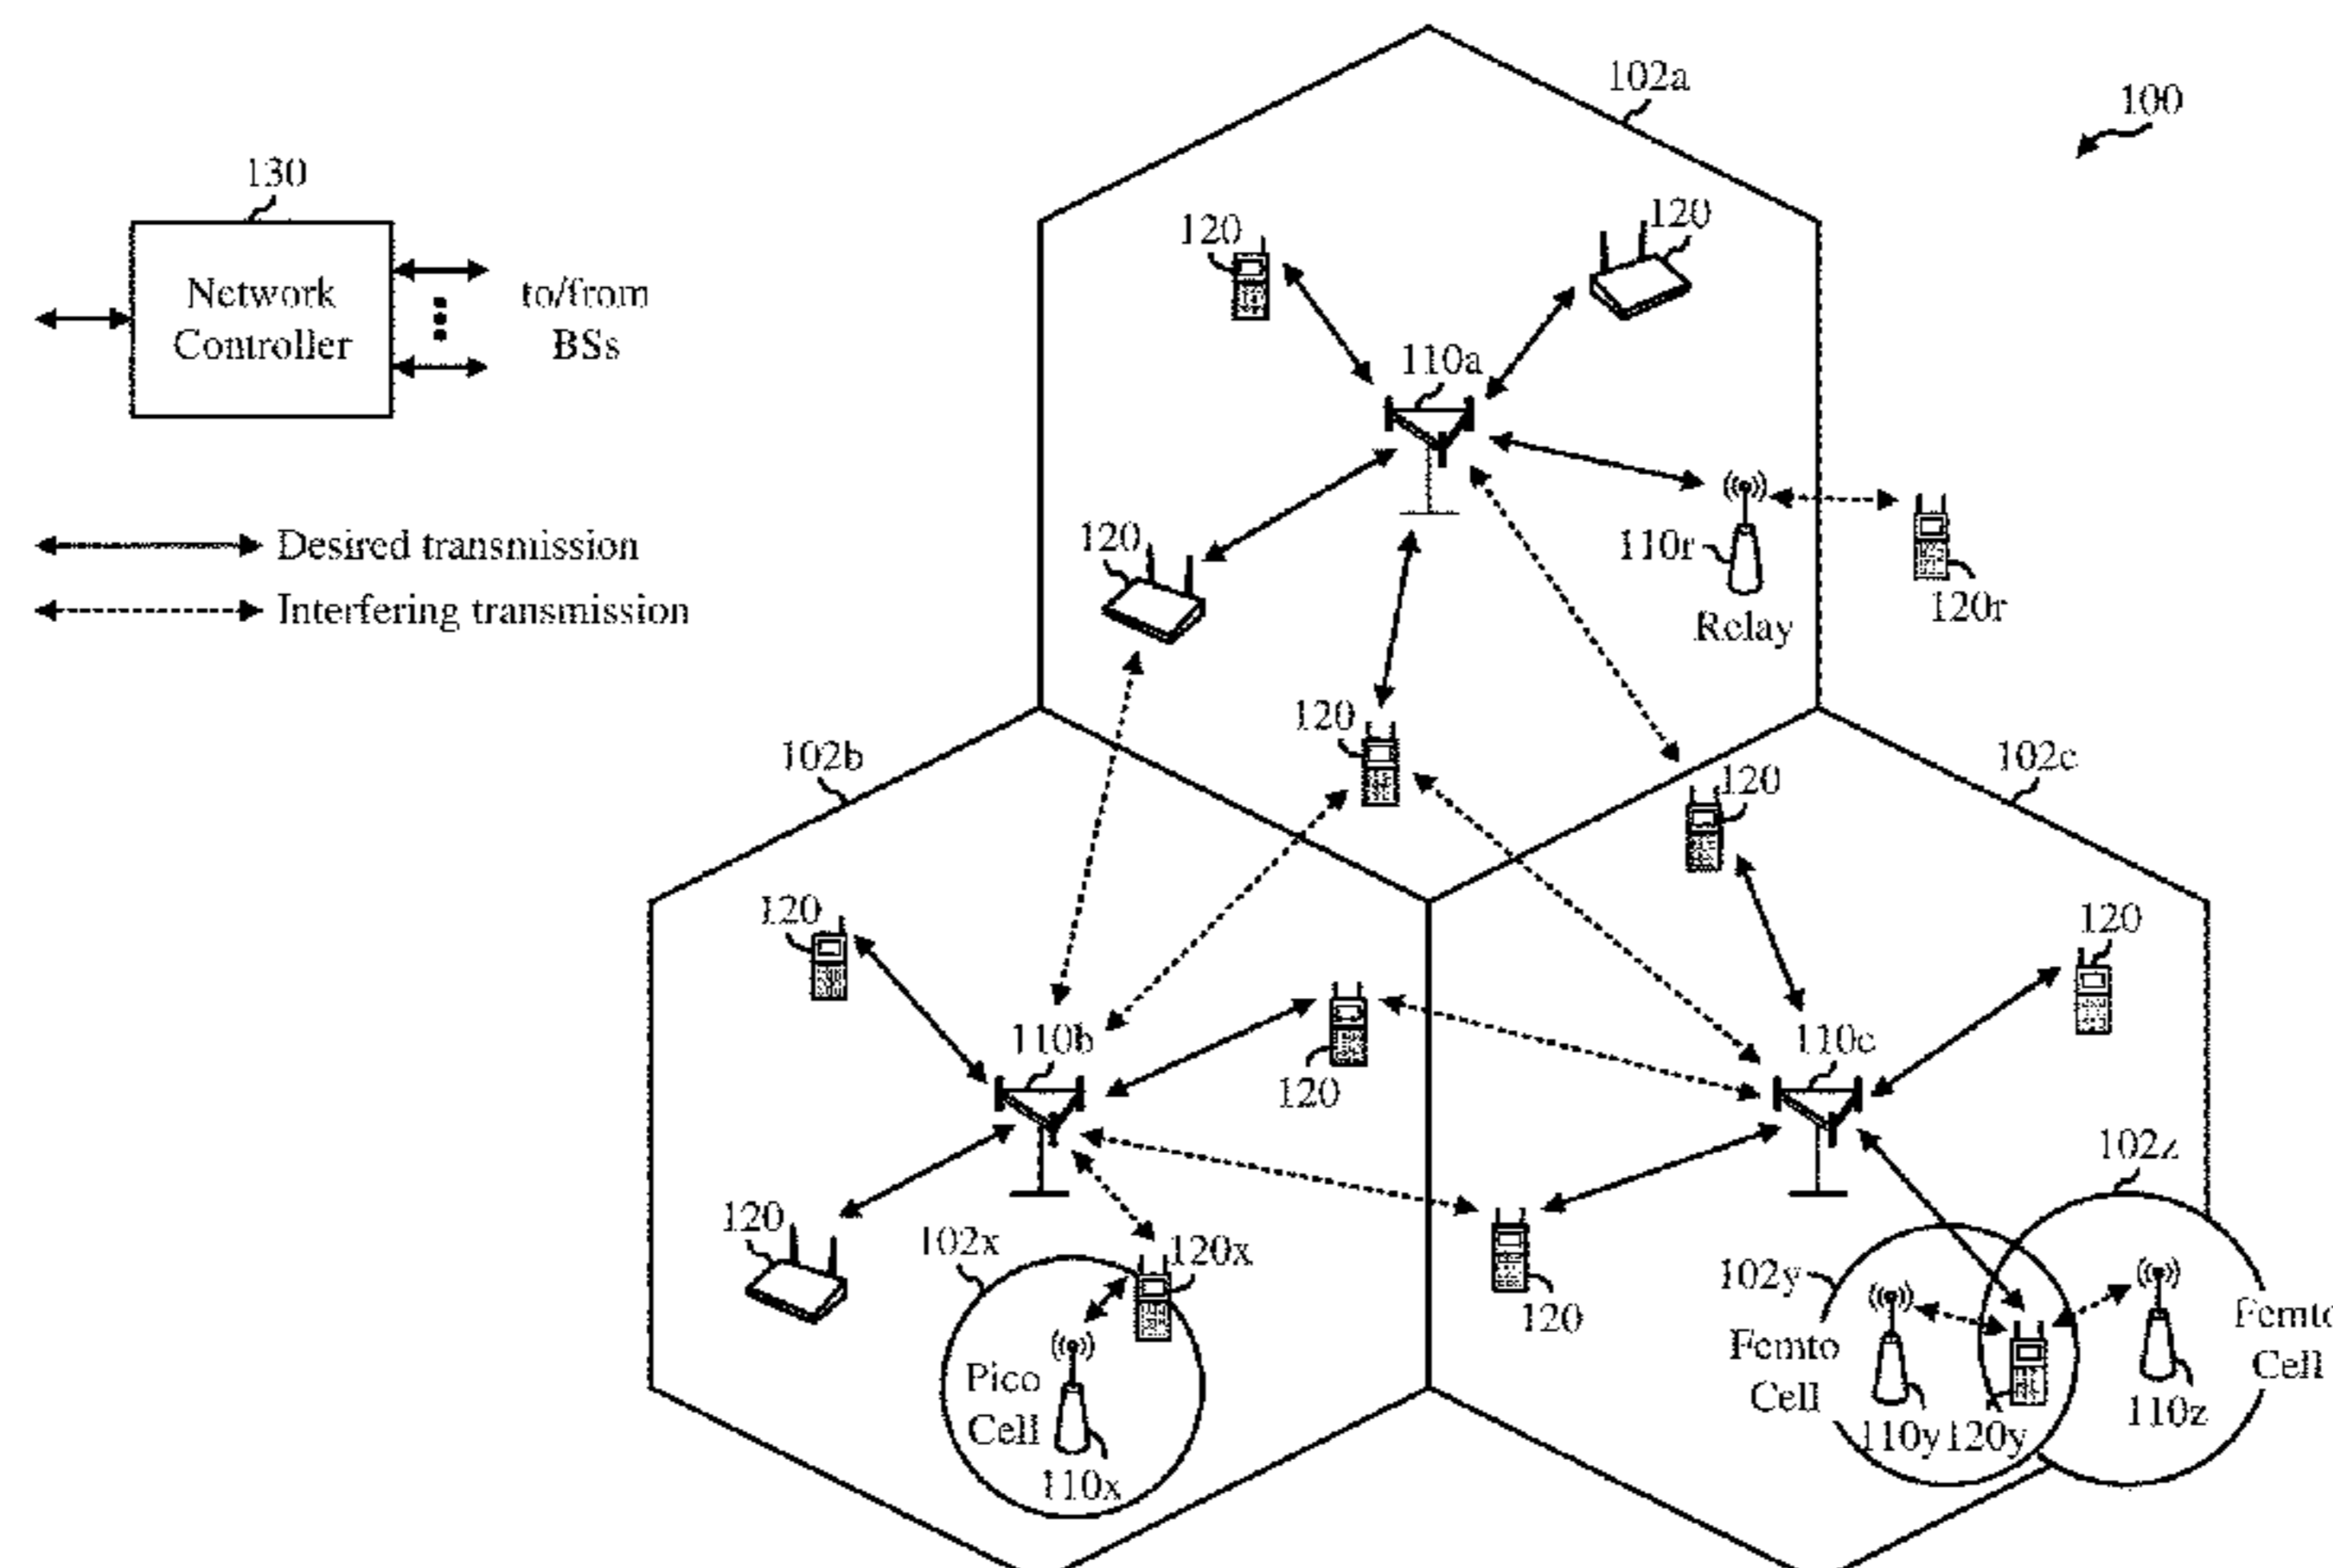 102a
100
130
120
120
Network
Controller
to/from
BSs
110a
Desired transmission
Interfering transmission
120
110r
Relay
120r
120
102b
120
102c
120
120
120
110b
120
110c
102z
120
102x
120x
102y
120
Femto
Cell
Cell
Pico
Cell
110x
110y
120y
110z